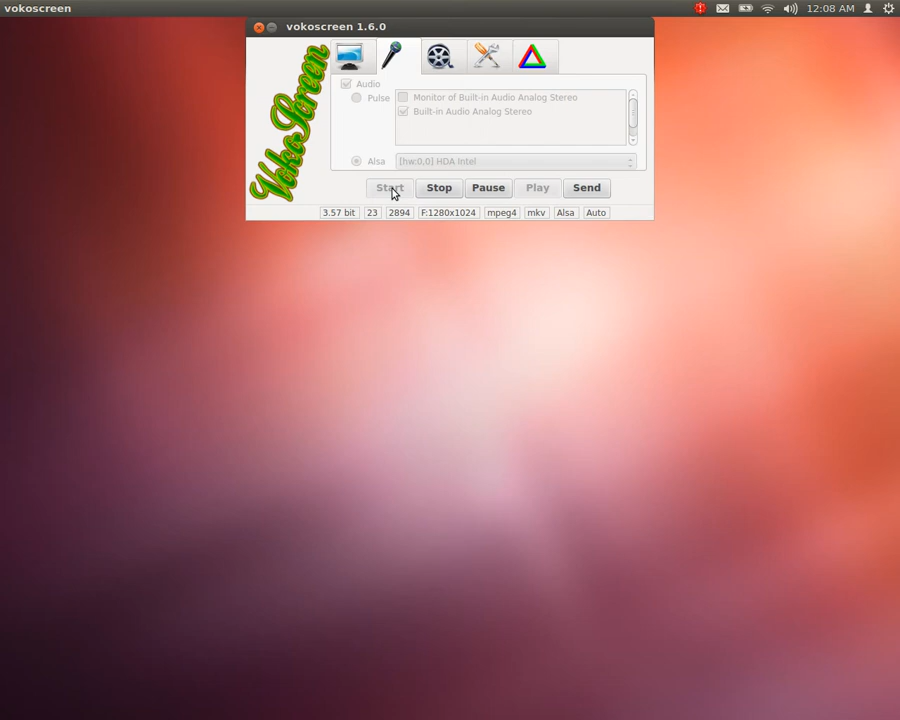 vokoscreen
12:08 AM
vokoscreen 1.6.0
VokoScreen
Audio
Pulse
Monitor of Built-in Audio Analog Stereo
Built-in Audio Analog Stereo
Alsa
[hw:0,0] HDA Intel
Start Stop Pause Play Send
3.57 bit 23 2894 F:1280x1024 mpeg4 mkv Alsa Auto